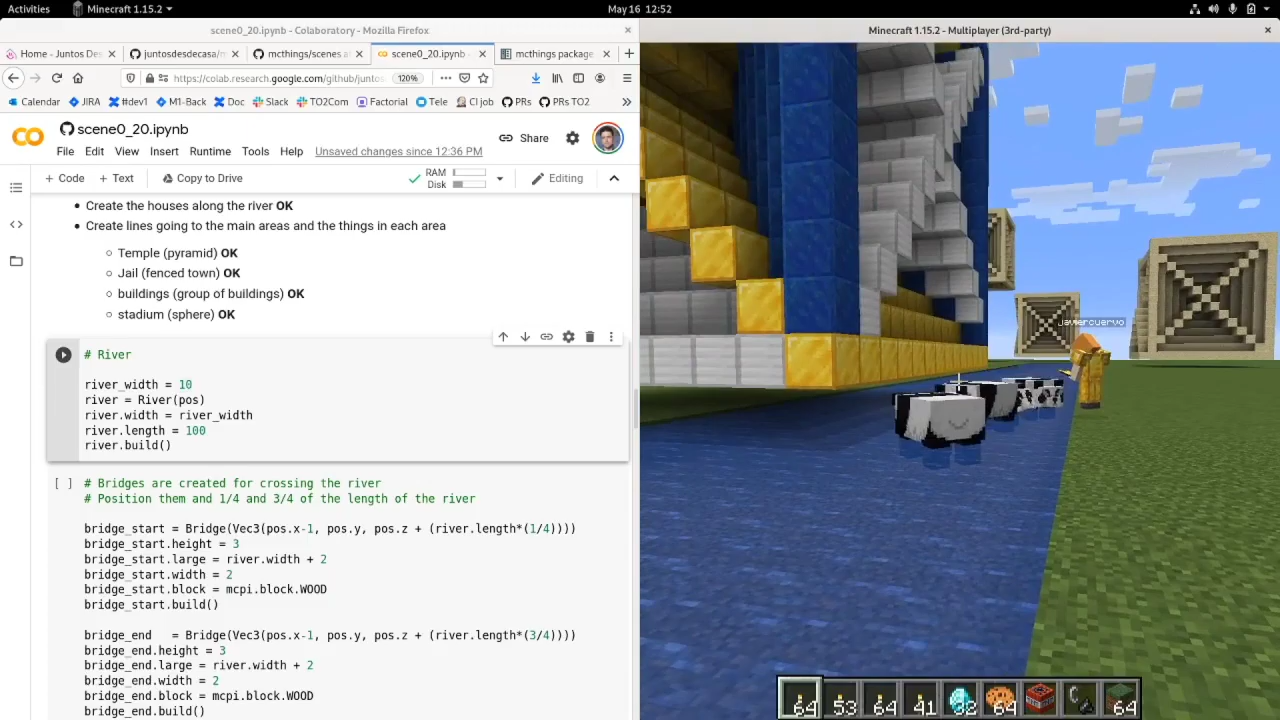 Activities
Minecraft 1.15.2
May 16 12:52
scene0_20.ipynb - Colaboratory - Mozilla Firefox
Minecraft 1.15.2 - Multiplayer (3rd-party)
Home - Juntos Des
juntosdesdecasa/m
mcthings/scenes a
scene0_20.ipynb -
mcthings package
https://colab.research.google.com/github/juntos
120%
Calendar
JIRA
ttdev1
M1-Back
Doc
Slack
TO2Com
Factorial
Tele
CI job
PRs
PRs TO2
scene0_20.ipynb
Share
File Edit View Insert Runtime Tools Help Unsaved changes since 12:36 PM
+ Code + Text Copy to Drive
RAM
Disk
Editing
Create the houses along the river OK
Create lines going to the main areas and the things in each area
Temple (pyramid) OK
Jail (fenced town) OK
buildings (group of buildings) OK
stadium (sphere) OK
# River
river_width = 10
river = River(pos)
river.width = river_width
river.length = 100
river.build()
[ ] # Bridges are created for crossing the river
# Position them and 1/4 and 3/4 of the length of the river
bridge_start = Bridge(Vec3(pos.x-1, pos.y, pos.z + (river.length*(1/4))))
bridge_start.height = 3
bridge_start.large = river.width + 2
bridge_start.width = 2
bridge_start.block = mcpi.block.WOOD
bridge_start.build()
bridge_end   = Bridge(Vec3(pos.x-1, pos.y, pos.z + (river.length*(3/4))))
bridge_end.height = 3
bridge_end.large = river.width + 2
bridge_end.width = 2
bridge_end.block = mcpi.block.WOOD
bridge_end.build()
Javiercuervo
64 53 64 41 64 64